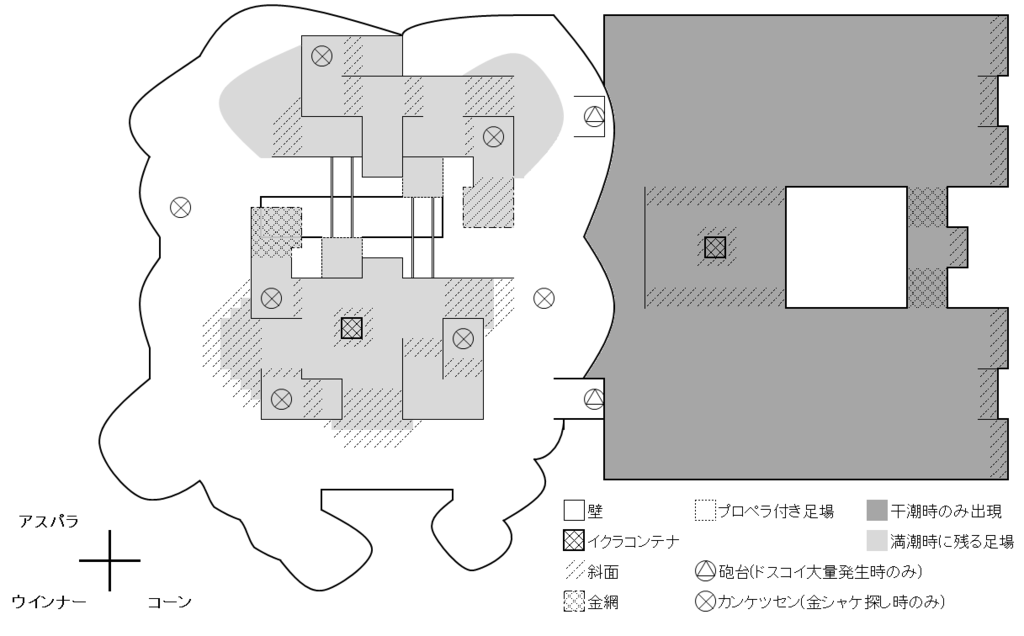 アスパラ
ウインナー
コーン
壁
プロペラ付き足場
干潮時のみ出現
イクラコンテナ
満潮時に残る足場
斜面
砲台(ドスコイ大量発生時のみ)
金網
カンケツセン(金シャケ探し時のみ)